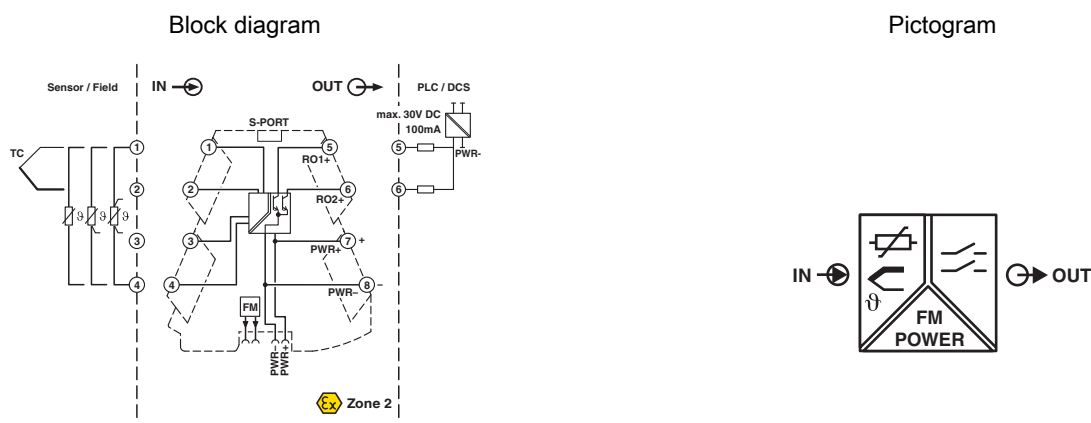 Block diagram
Pictogram
Sensor / Field
IN
OUT
PLC / DCS
max. 30V DC
100mA
S-PORT
PWR-
TC
1
1
5
5
RO1+
2
2
6
6
RO2+
ϑ ϑ ϑ
3
3
7 +
PWR+
4
4
8 –
PWR–
FM
PWR–
PWR+
Ex Zone 2
IN
OUT
ϑ
FM
POWER